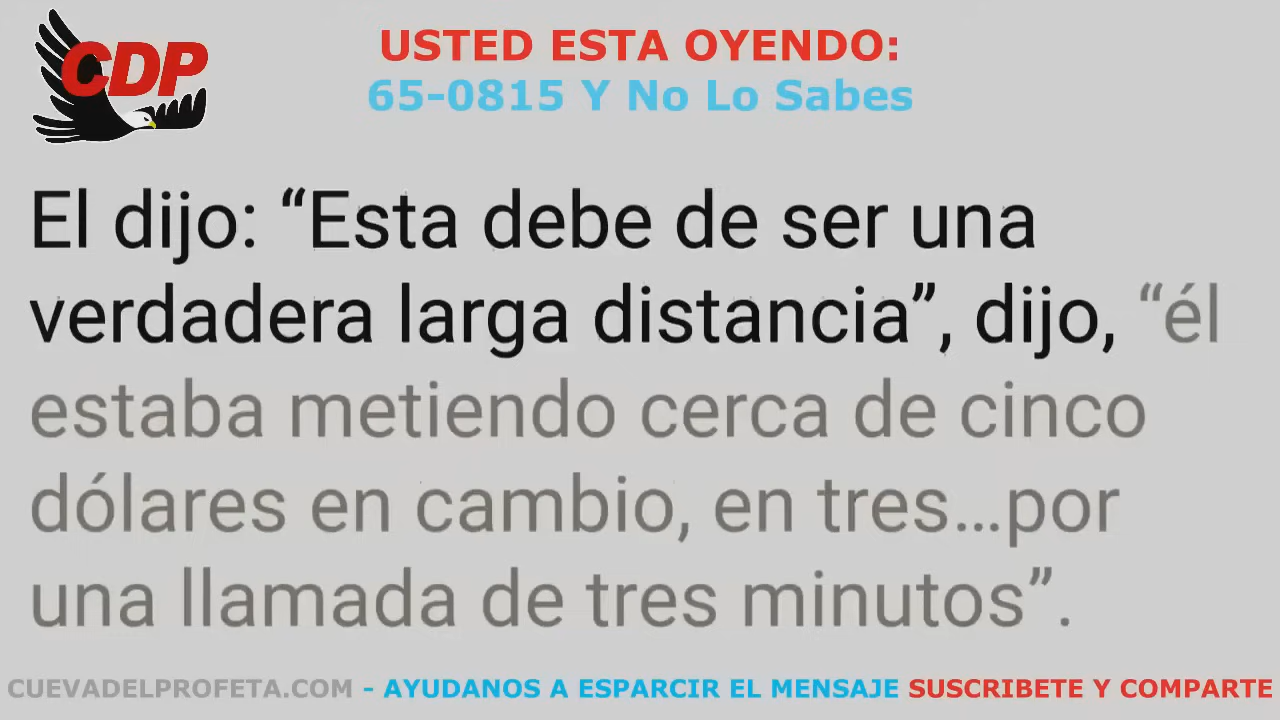 CDP
USTED ESTA OYENDO:
65-0815 Y No Lo Sabes
El dijo: “Esta debe de ser una
verdadera larga distancia”, dijo, “él
estaba metiendo cerca de cinco
dólares en cambio, en tres...por
una llamada de tres minutos”.
CUEVADELPROFETA.COM - AYUDANOS A ESPARCIR EL MENSAJE SUSCRIBETE Y COMPARTE